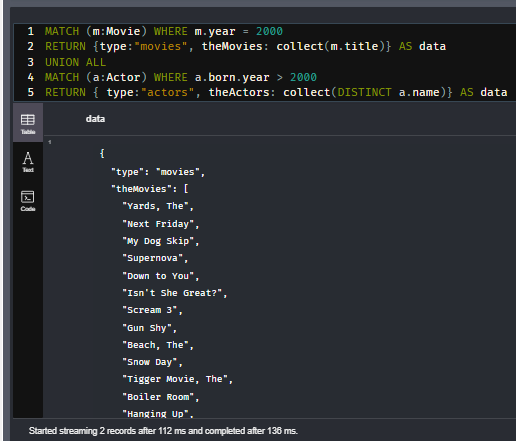 1 MATCH (m:Movie) WHERE m.year = 2000
2 RETURN {type:"movies", theMovies: collect(m.title)} AS data
3 UNION ALL
4 MATCH (a:Actor) WHERE a.born.year > 2000
5 RETURN { type:"actors", theActors: collect(DISTINCT a.name)} AS data
Table
data
1
{
"type": "movies",
"theMovies": [
"Yards, The",
"Next Friday",
"My Dog Skip",
"Supernova",
"Down to You",
"Isn't She Great?",
"Scream 3",
"Gun Shy",
"Beach, The",
"Snow Day",
"Tigger Movie, The",
"Boiler Room",
"Hanging Up",
A
Text
Code
Started streaming 2 records after 112 ms and completed after 136 ms.